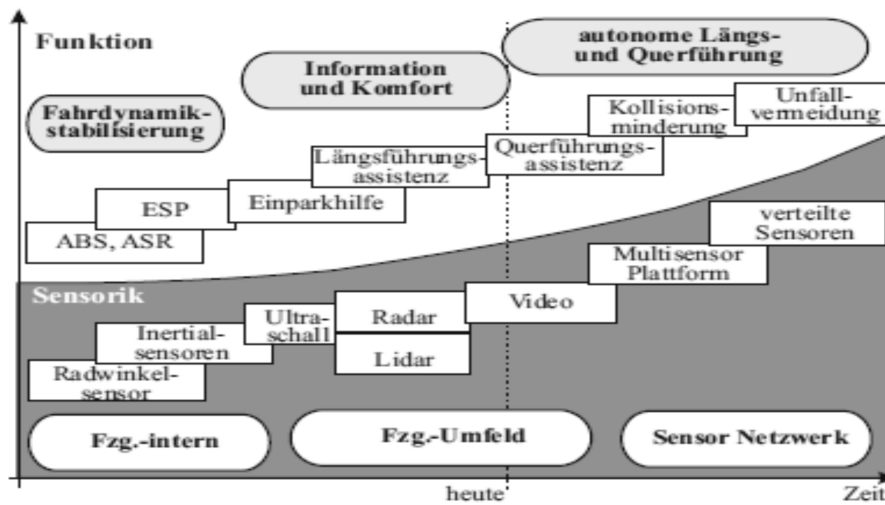 Funktion
autonome Längs-
und Querführung
Information
und Komfort
Fahrdynamik-
stabilisierung
Unfall-
vermeidung
Kollisions-
minderung
Querführungs-
assistenz
Längsführungs-
assistenz
Einparkhilfe
ESP
ABS, ASR
Sensorik
verteilte
Sensoren
Multisensor
Plattform
Video
Radar
Lidar
Ultra-
schall
Inertial-
sensoren
Radwinkel-
sensor
Fzg.-intern
Fzg.-Umfeld
Sensor Netzwerk
heute
Zeit